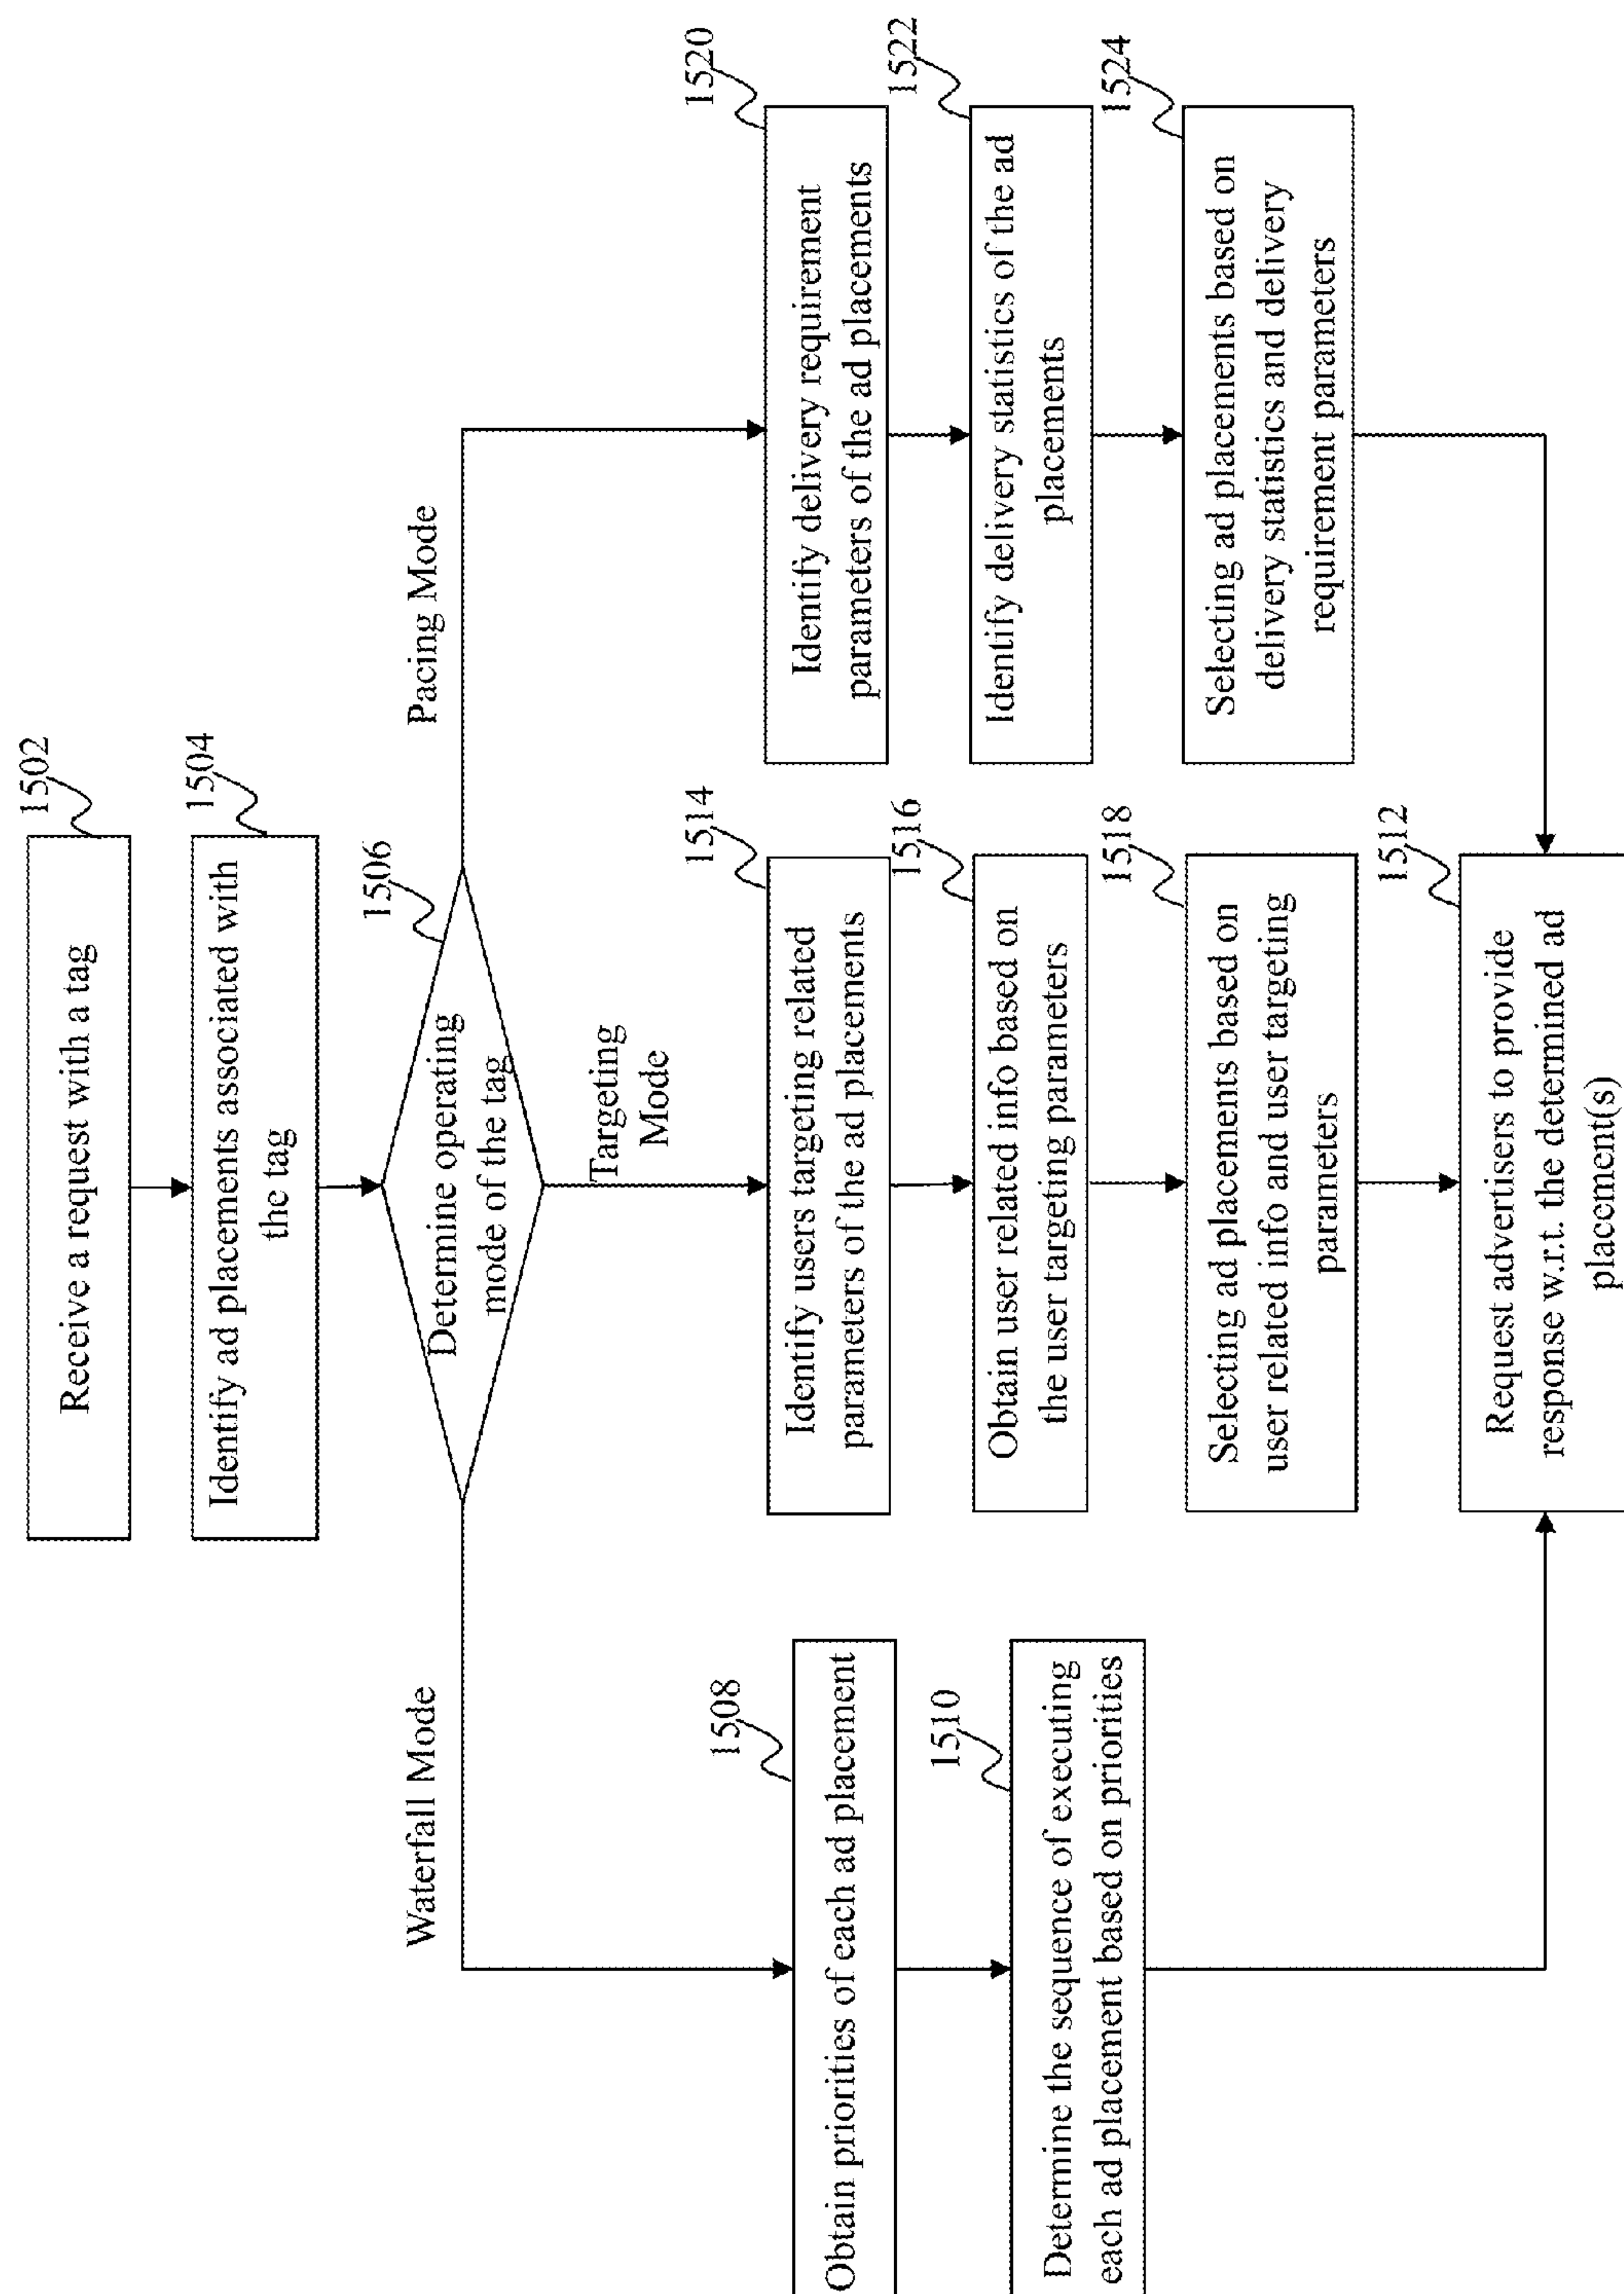 1502
Receive a request with a tag
1504
Identify ad placements associated with
the tag
1506
Determine operating
mode of the tag
Waterfall Mode
Targeting
Mode
Pacing Mode
1508
Obtain priorities of each ad placement
1510
Determine the sequence of executing
each ad placement based on priorities
1514
Identify users targeting related
parameters of the ad placements
1516
Obtain user related info based on
the user targeting parameters
1518
Selecting ad placements based on
user related info and user targeting
parameters
1520
Identify delivery requirement
parameters of the ad placements
1522
Identify delivery statistics of the ad
placements
1524
Selecting ad placements based on
delivery statistics and delivery
requirement parameters
1512
Request advertisers to provide
response w.r.t. the determined ad
placement(s)